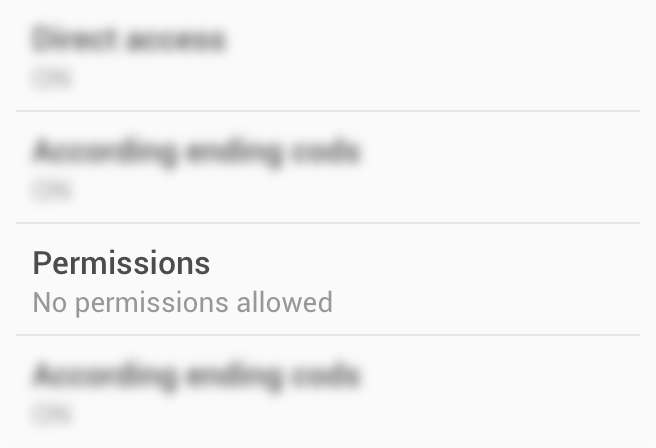 Direct access
ON
According ending cods
ON
Permissions
No permissions allowed
According ending cods
ON